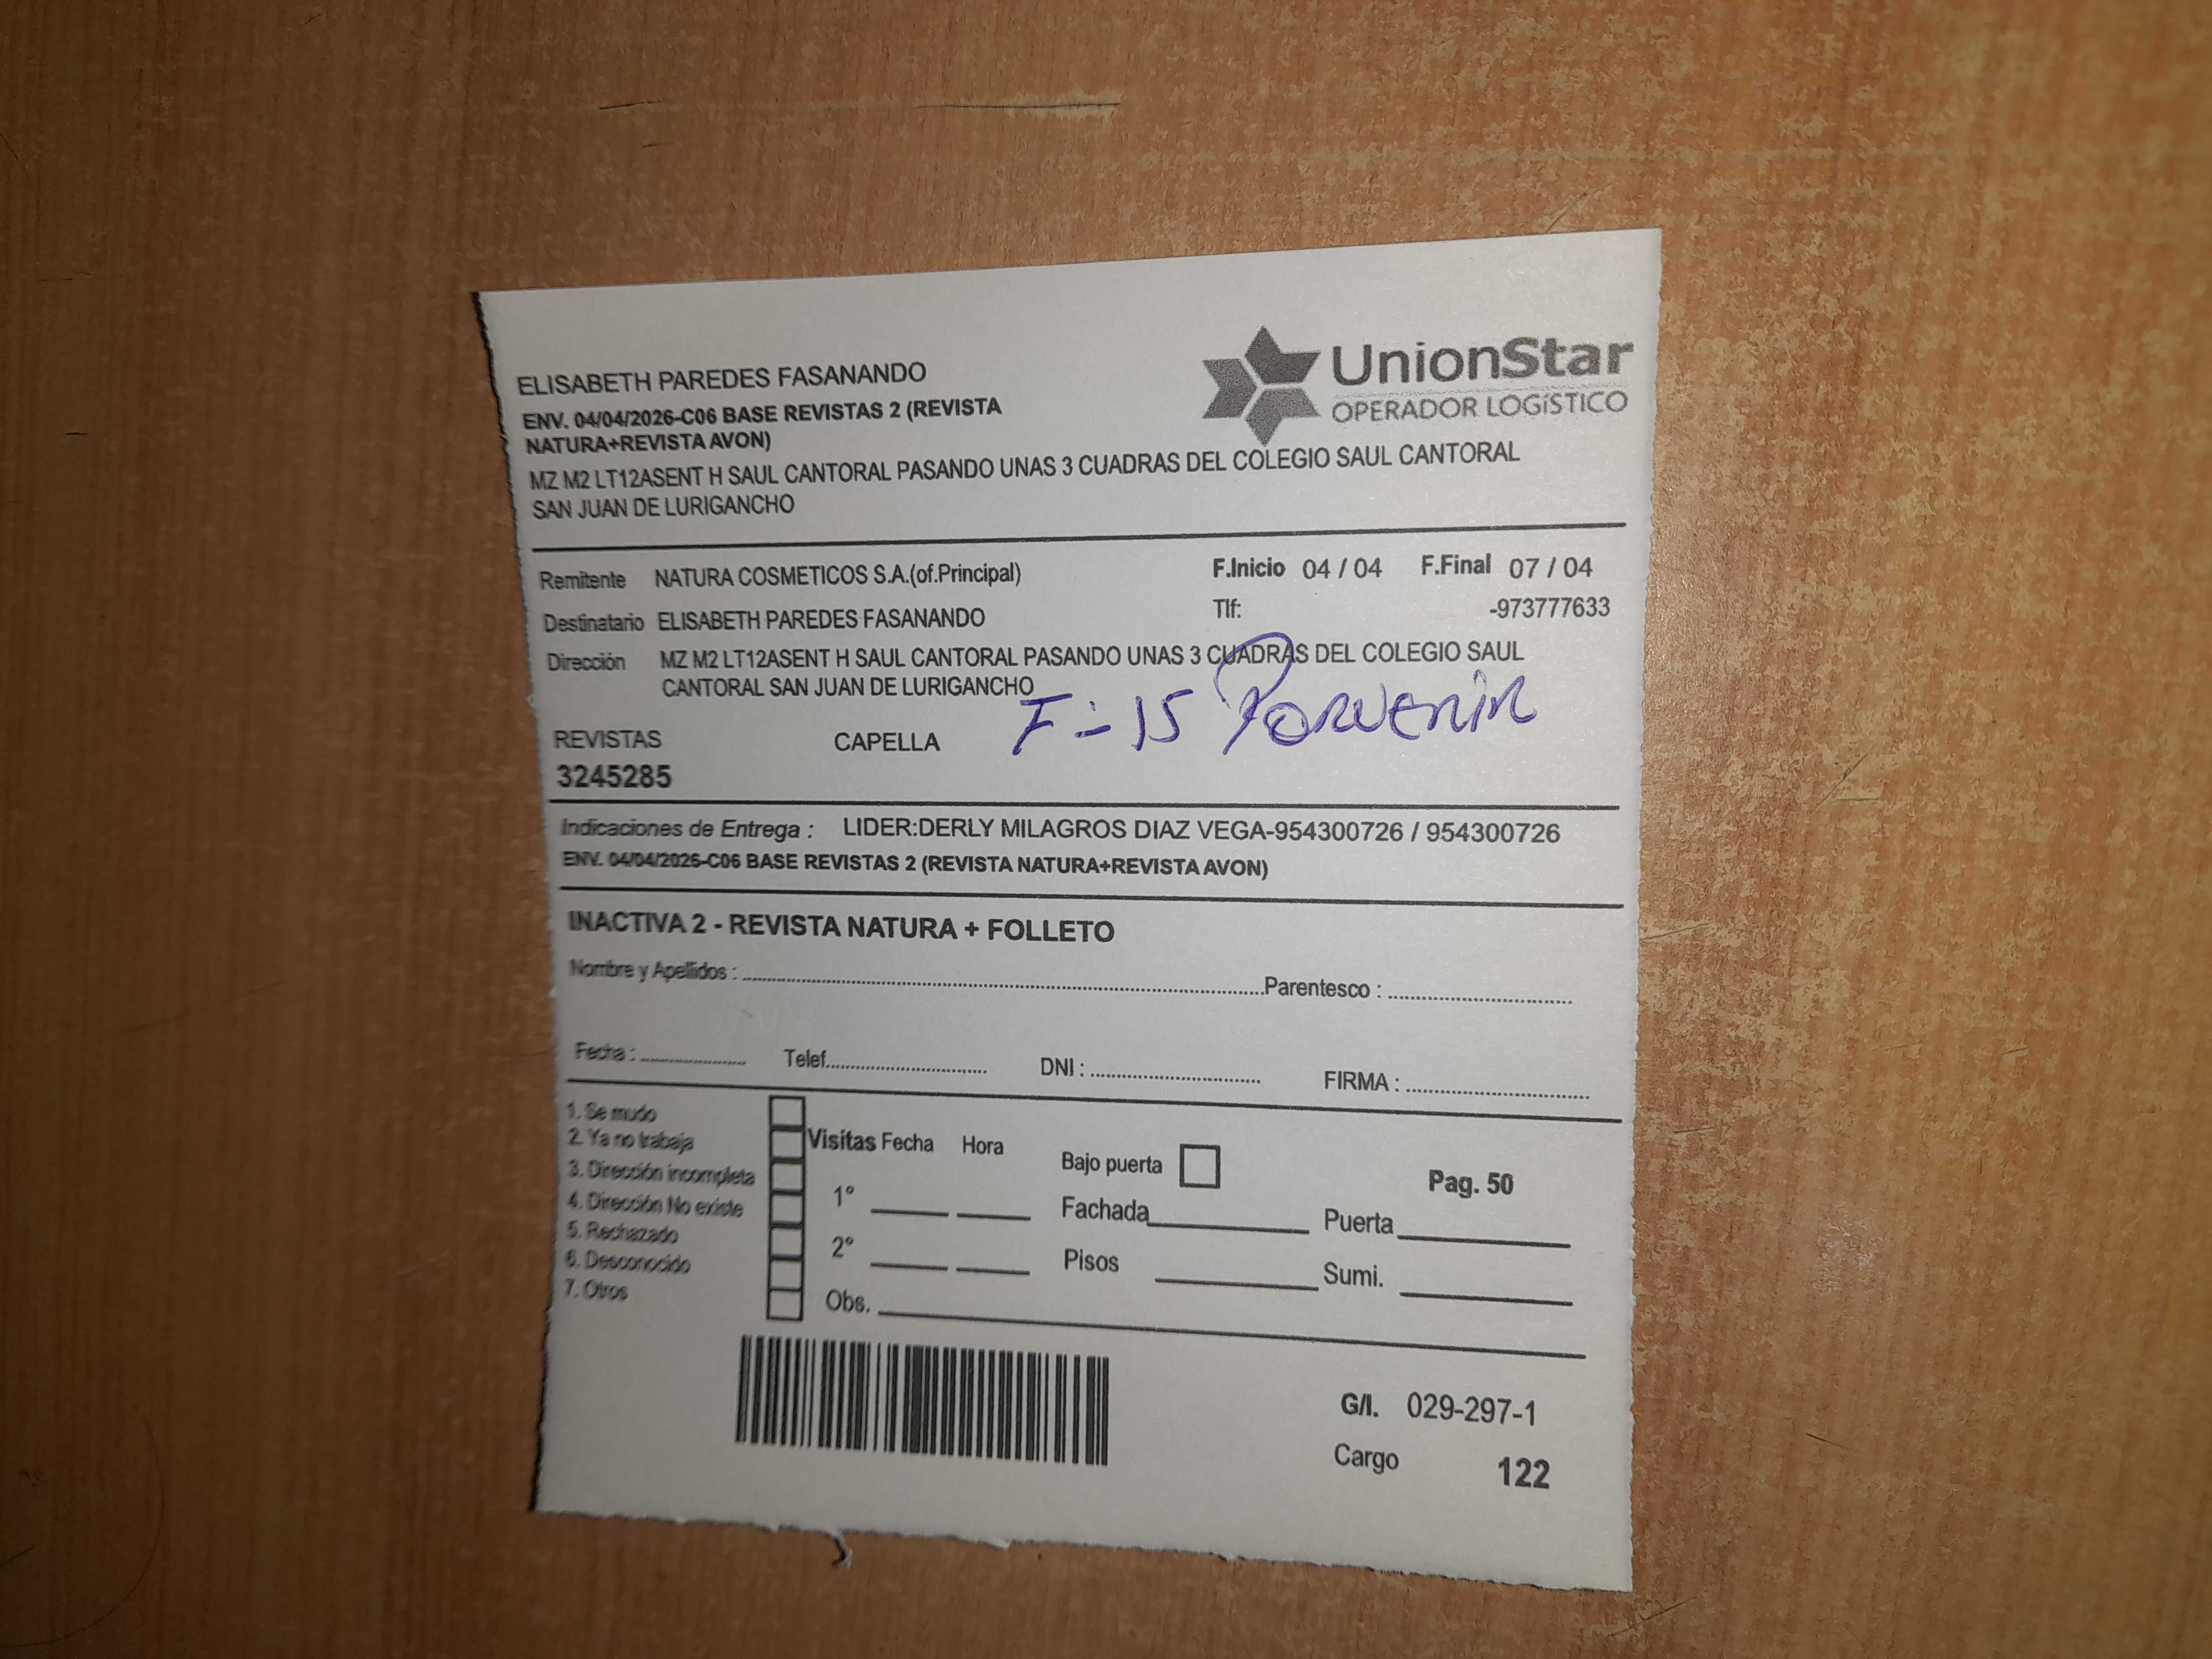 ELISABETH PAREDES FASANANDO
UnionStar
OPERADOR LOGíSTICO
ENV. 04/04/2026-C06 BASE REVISTAS 2 (REVISTA
NATURA+REVISTA AVON)
MZ M2 LT12ASENT H SAUL CANTORAL PASANDO UNAS 3 CUADRAS DEL COLEGIO SAUL CANTORAL
SAN JUAN DE LURIGANCHO
Remitente NATURA COSMETICOS S.A.(of.Principal) F.Inicio 04 / 04 F.Final 07 / 04
Destinatario ELISABETH PAREDES FASANANDO Tlf: -973777633
Dirección MZ M2 LT12ASENT H SAUL CANTORAL PASANDO UNAS 3 CUADRAS DEL COLEGIO SAUL
CANTORAL SAN JUAN DE LURIGANCHO
F-15 Porvenir
REVISTAS CAPELLA
3245285
Indicaciones de Entrega : LIDER:DERLY MILAGROS DIAZ VEGA-954300726 / 954300726
ENV. 04/04/2026-C06 BASE REVISTAS 2 (REVISTA NATURA+REVISTA AVON)
INACTIVA 2 - REVISTA NATURA + FOLLETO
Nombre y Apellidos : Parentesco :
Fecha : Telef. DNI : FIRMA :
1. Se mudo
2. Ya no trabaja
3. Dirección incompleta
4. Dirección No existe
5. Rechazado
6. Desconocido
7. Otros
Visitas Fecha Hora
1°
2°
Obs.
Bajo puerta Pag. 50
Fachada Puerta
Pisos Sumi.
G/I. 029-297-1
Cargo 122